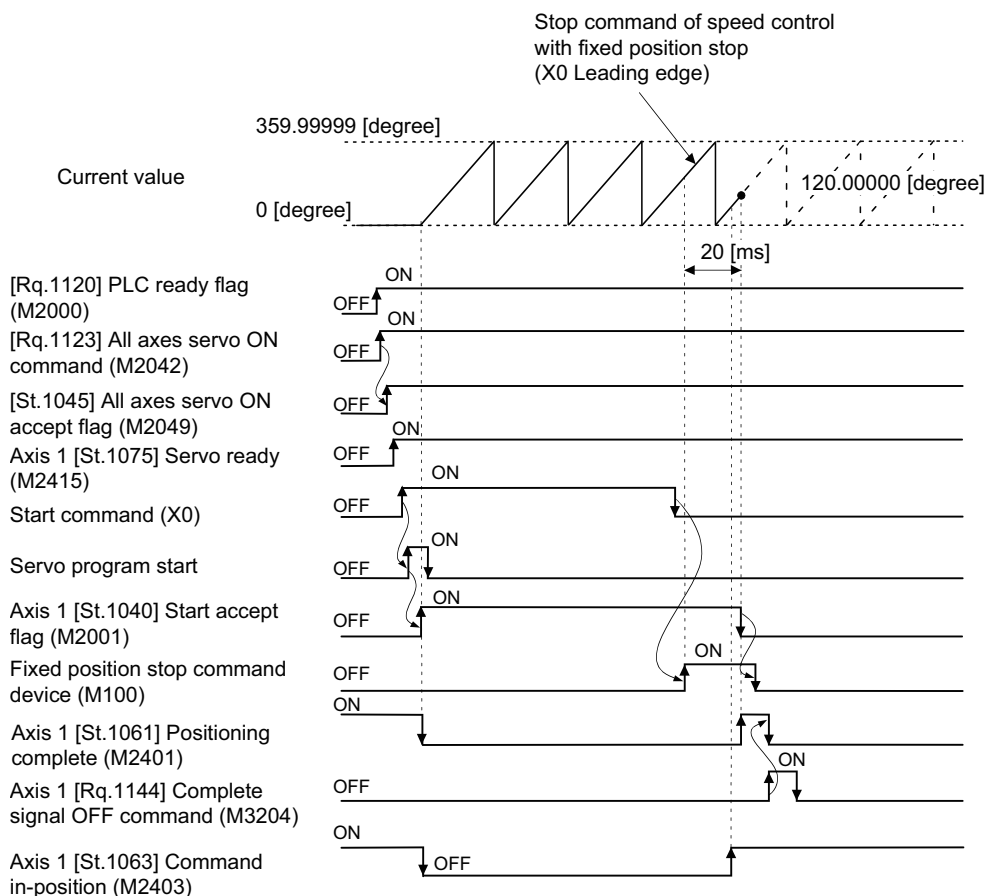 Stop command of speed control
with fixed position stop
(X0 Leading edge)
359.99999 [degree]
Current value
120.00000 [degree]
0 [degree]
20 [ms]
[Rq.1120] PLC ready flag
(M2000)
ON
OFF
[Rq.1123] All axes servo ON
command (M2042)
ON
OFF
[St.1045] All axes servo ON
accept flag (M2049)
OFF
Axis 1 [St.1075] Servo ready
(M2415)
ON
OFF
Start command (X0)
ON
OFF
Servo program start
ON
OFF
Axis 1 [St.1040] Start accept
flag (M2001)
ON
OFF
Fixed position stop command
device (M100)
ON
OFF
Axis 1 [St.1061] Positioning
complete (M2401)
ON
Axis 1 [Rq.1144] Complete
signal OFF command (M3204)
ON
OFF
Axis 1 [St.1063] Command
in-position (M2403)
ON
OFF